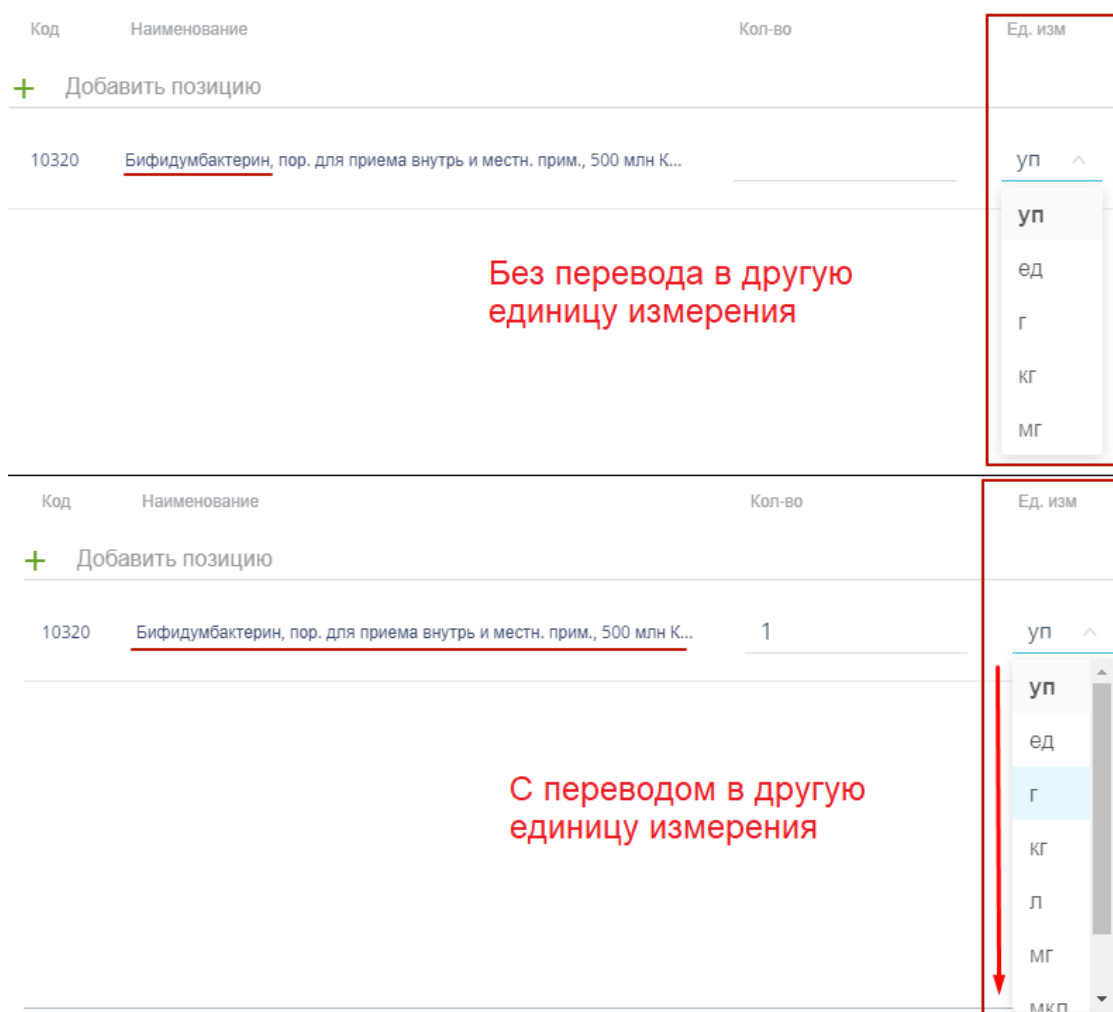 Код Наименование Кол-во Ед. изм
+ Добавить позицию
10320 Бифидумбактерин, пор. для приема внутрь и местн. прим., 500 млн К... уп
уп
ед
г
кг
мг
Без перевода в другую
единицу измерения
Код Наименование Кол-во Ед. изм
+ Добавить позицию
10320 Бифидумбактерин, пор. для приема внутрь и местн. прим., 500 млн К... 1 уп
уп
ед
г
кг
л
мг
мкл
С переводом в другую
единицу измерения